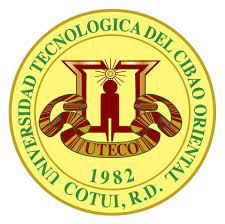 UNIVERSIDAD TECNOLOGICA DEL CIBAO ORIENTAL
UTECO
1982
COTUI, R.D.